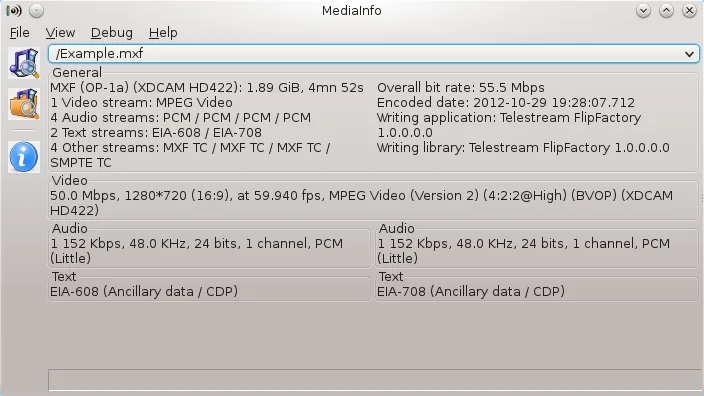 MediaInfo
File View Debug Help
/Example.mxf
General
MXF (OP-1a) (XDCAM HD422): 1.89 GiB, 4mn 52s
1 Video stream: MPEG Video
4 Audio streams: PCM / PCM / PCM / PCM
2 Text streams: EIA-608 / EIA-708
4 Other streams: MXF TC / MXF TC / MXF TC /
SMPTE TC
Overall bit rate: 55.5 Mbps
Encoded date: 2012-10-29 19:28:07.712
Writing application: Telestream FlipFactory
1.0.0.0.0
Writing library: Telestream FlipFactory 1.0.0.0.0
Video
50.0 Mbps, 1280*720 (16:9), at 59.940 fps, MPEG Video (Version 2) (4:2:2@High) (BVOP) (XDCAM
HD422)
Audio
1 152 Kbps, 48.0 KHz, 24 bits, 1 channel, PCM
(Little)
Audio
1 152 Kbps, 48.0 KHz, 24 bits, 1 channel, PCM
(Little)
Text
EIA-608 (Ancillary data / CDP)
Text
EIA-708 (Ancillary data / CDP)